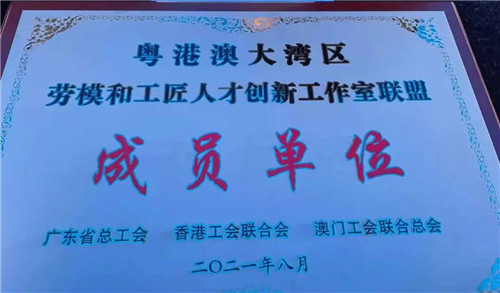 粤港澳大湾区
劳模和工匠人才创新工作室联盟
成员单位
广东省总工会 香港工会联合会 澳门工会联合总会
二〇二一年八月